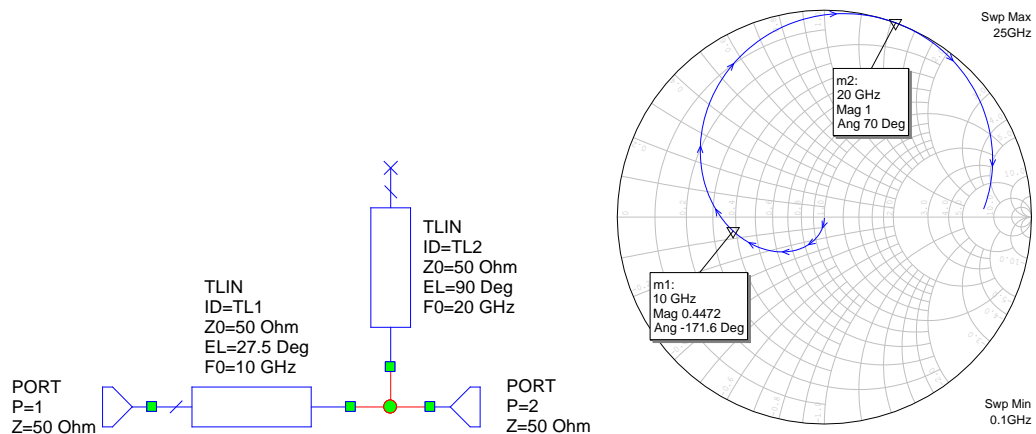 TLIN
ID=TL2
Z0=50 Ohm
EL=90 Deg
F0=20 GHz
TLIN
ID=TL1
Z0=50 Ohm
EL=27.5 Deg
F0=10 GHz
PORT
P=1
Z=50 Ohm
PORT
P=2
Z=50 Ohm
Swp Max
25GHz
m2:
20 GHz
Mag 1
Ang 70 Deg
m1:
10 GHz
Mag 0.4472
Ang -171.6 Deg
Swp Min
0.1GHz